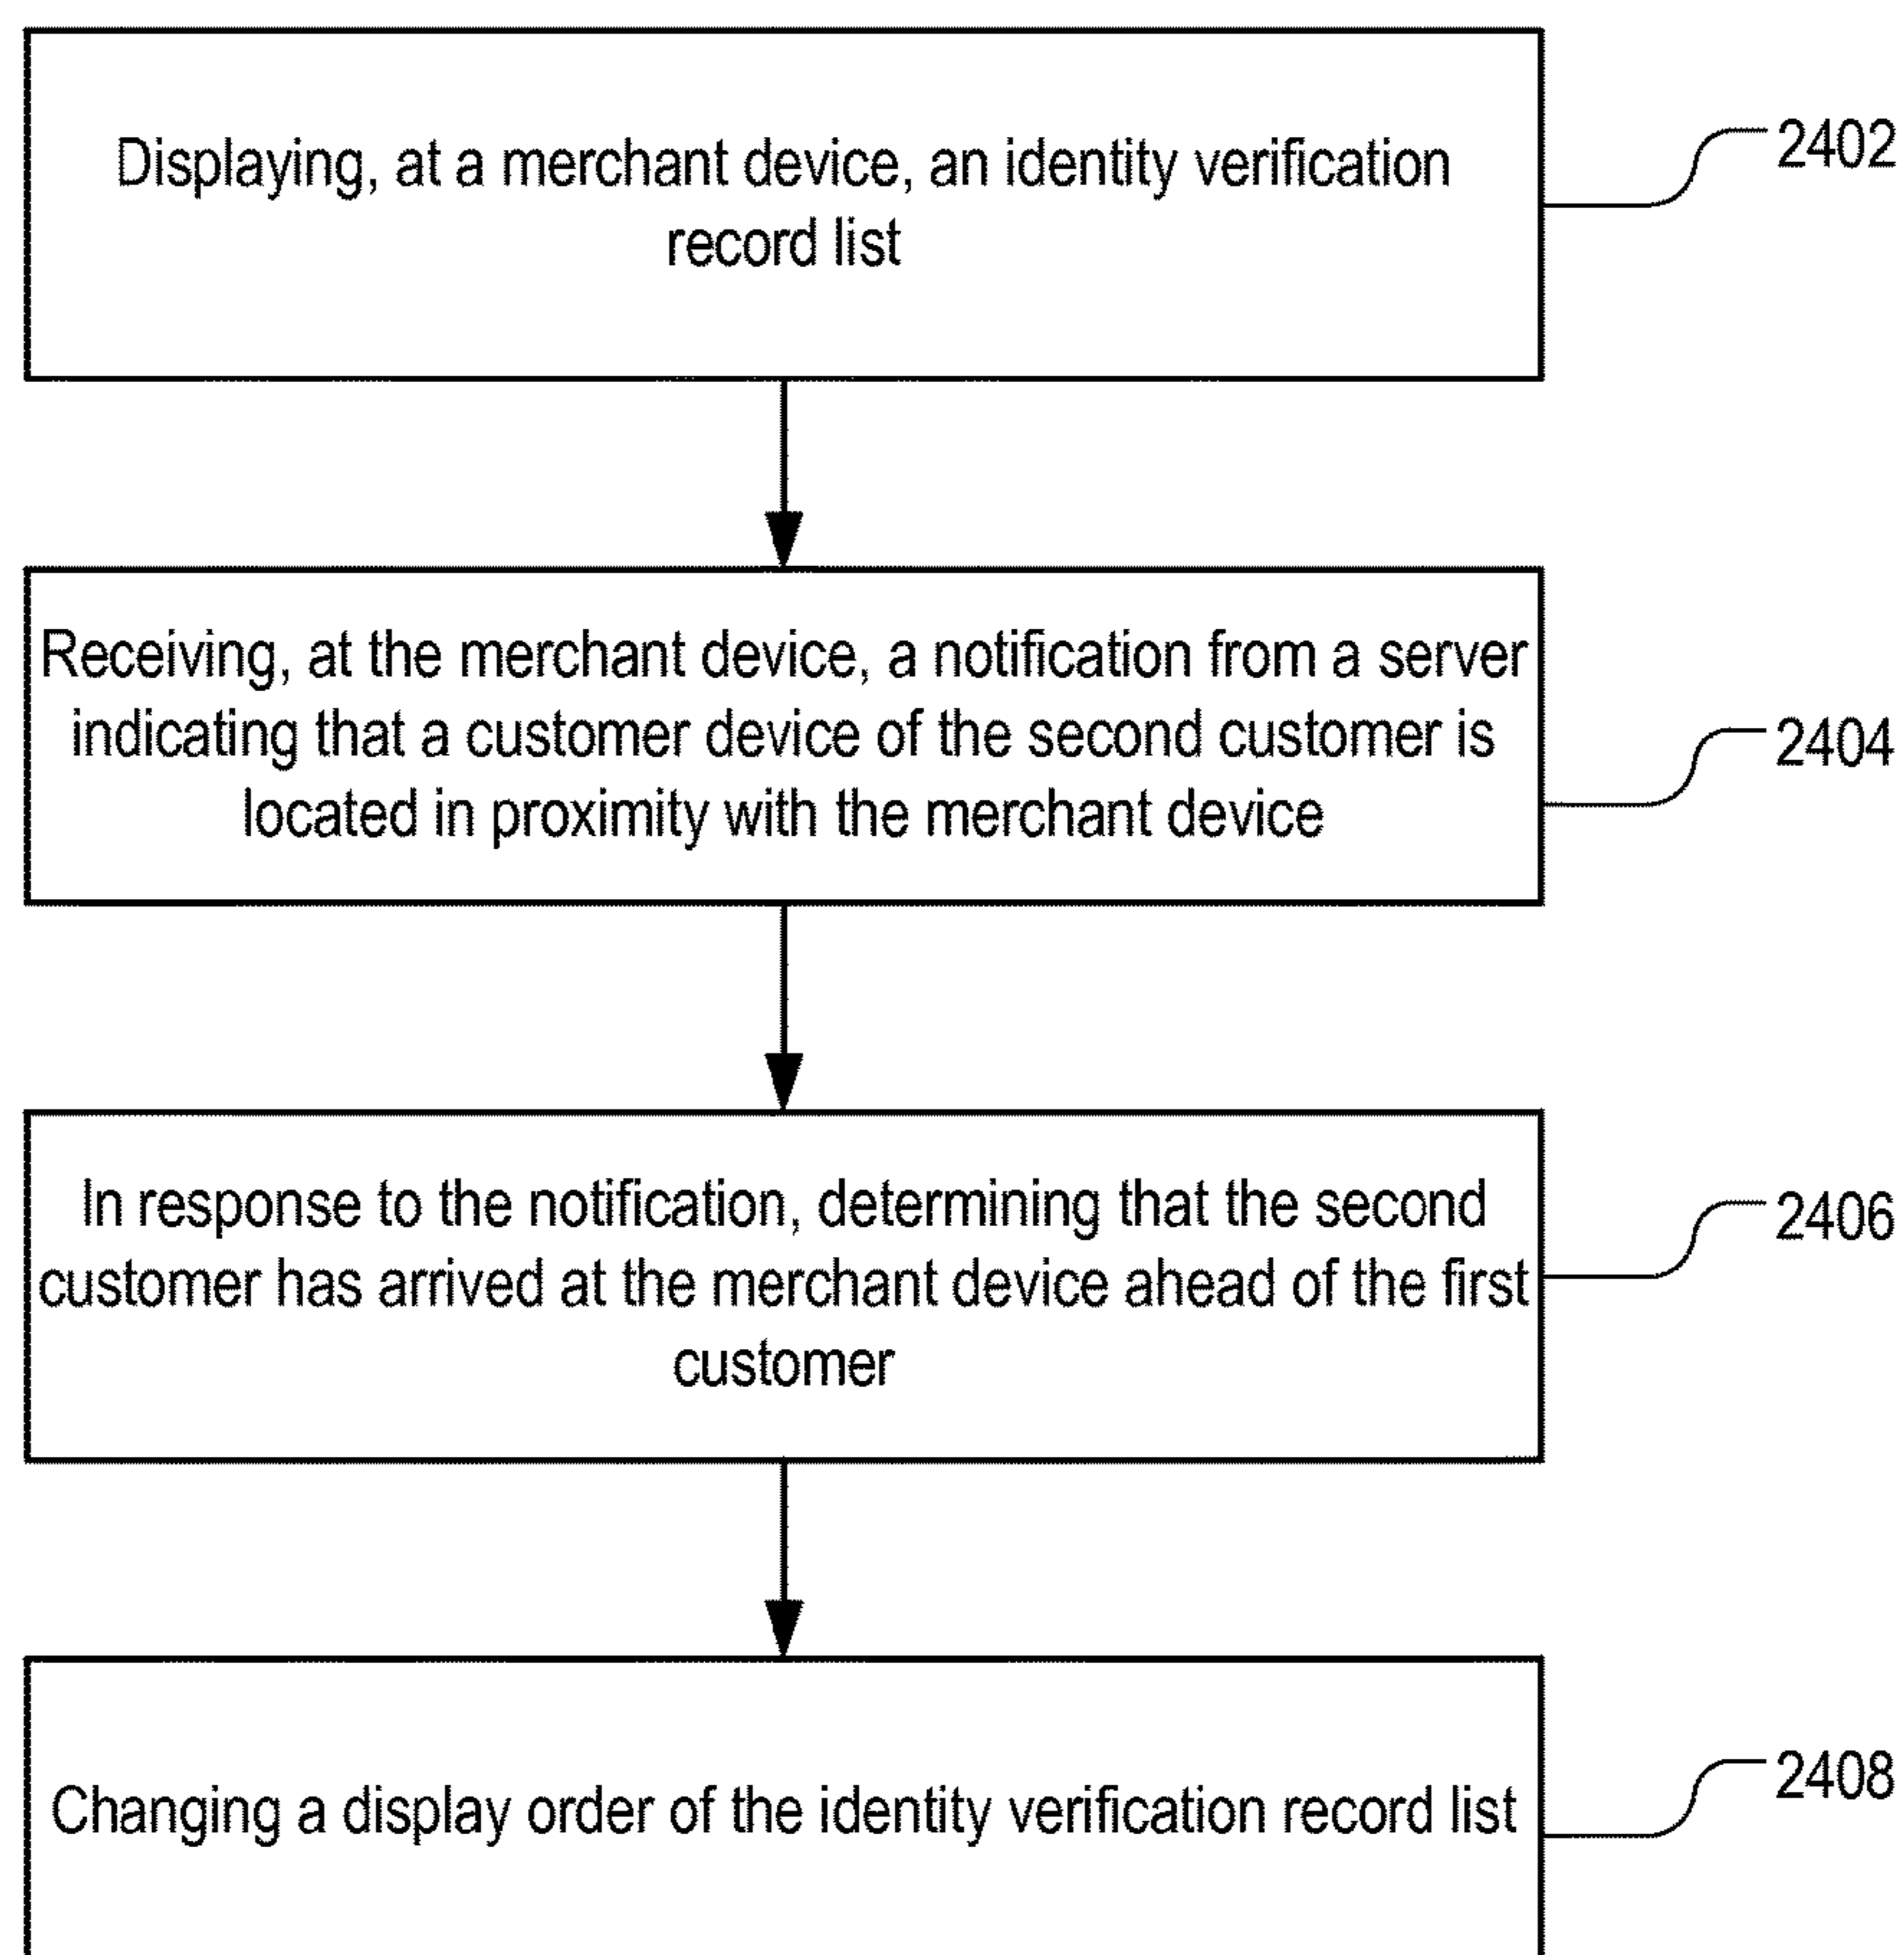 Displaying, at a merchant device, an identity verification
record list
2402
Receiving, at the merchant device, a notification from a server
indicating that a customer device of the second customer is
located in proximity with the merchant device
2404
In response to the notification, determining that the second
customer has arrived at the merchant device ahead of the first
customer
2406
Changing a display order of the identity verification record list
2408